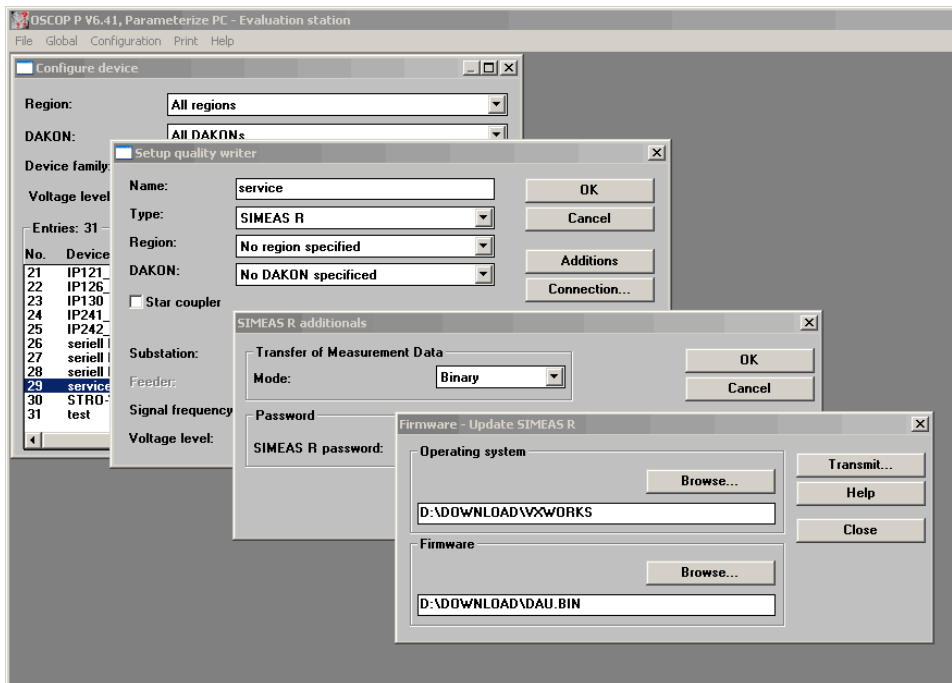 OSCOP P V6.41, Parameterize PC - Evaluation station
File Global Configuration Print Help
Configure device
Region: All regions
DAKON: All DAKONs
Device family:
Voltage level
Entries: 31
No. Device
21 IP121_
22 IP126_
23 IP130
24 IP241_
25 IP242_
26 seriell
27 seriell
28 seriell
29 service
30 STRO-
31 test
Setup quality writer
Name: service
OK
Type: SIMEAS R
Cancel
Region: No region specified
DAKON: No DAKON specificed
Additions
Star coupler
Connection...
Substation:
Feeder:
Signal frequency
Voltage level:
SIMEAS R additionals
Transfer of Measurement Data
Mode: Binary
OK
Cancel
Password
SIMEAS R password:
Firmware - Update SIMEAS R
Operating system
Browse...
D:\DOWNLOAD\VXWORKS
Transmit...
Help
Close
Firmware
Browse...
D:\DOWNLOAD\DAU.BIN